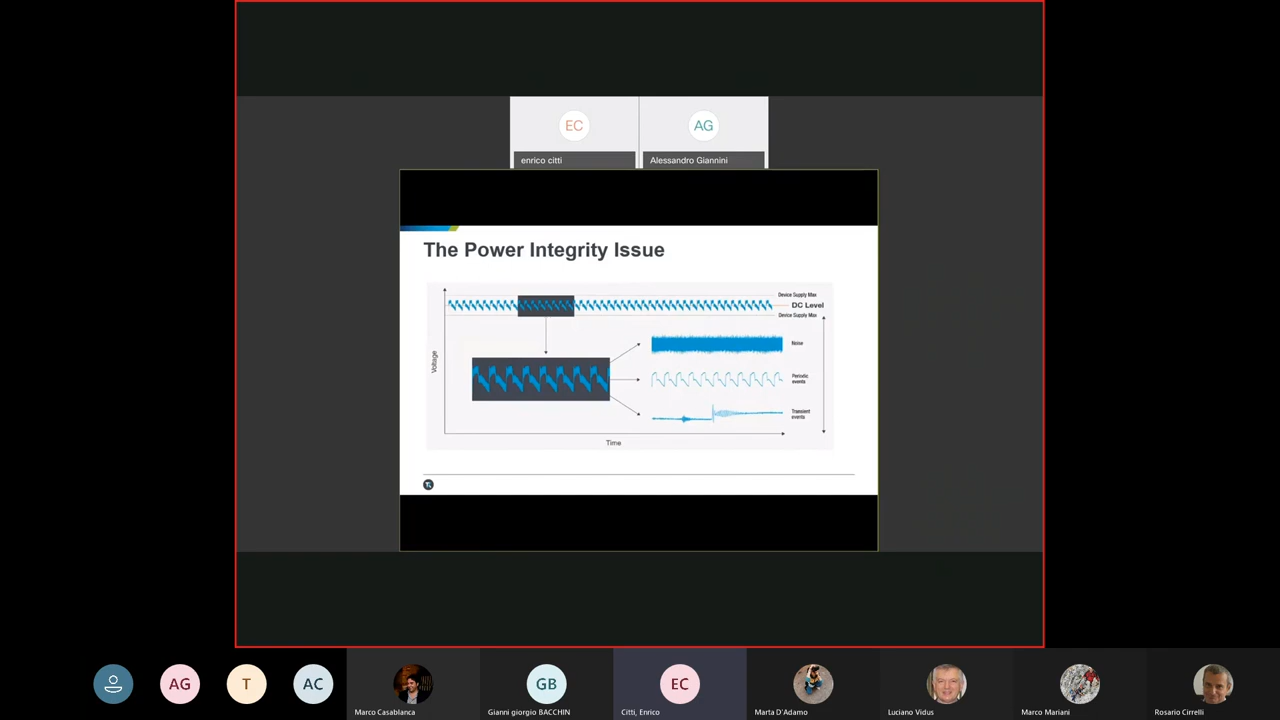 EC
AG
enrico citti
Alessandro Giannini
The Power Integrity Issue
Device Supply Max
DC Level
Device Supply Max
Voltage
Noise
Periodic
events
Transient
events
Time
AG
T
AC
GB
EC
Marco Casablanca
Gianni giorgio BACCHIN
Citti, Enrico
Marta D'Adamo
Luciano Vidus
Marco Mariani
Rosario Cirrelli